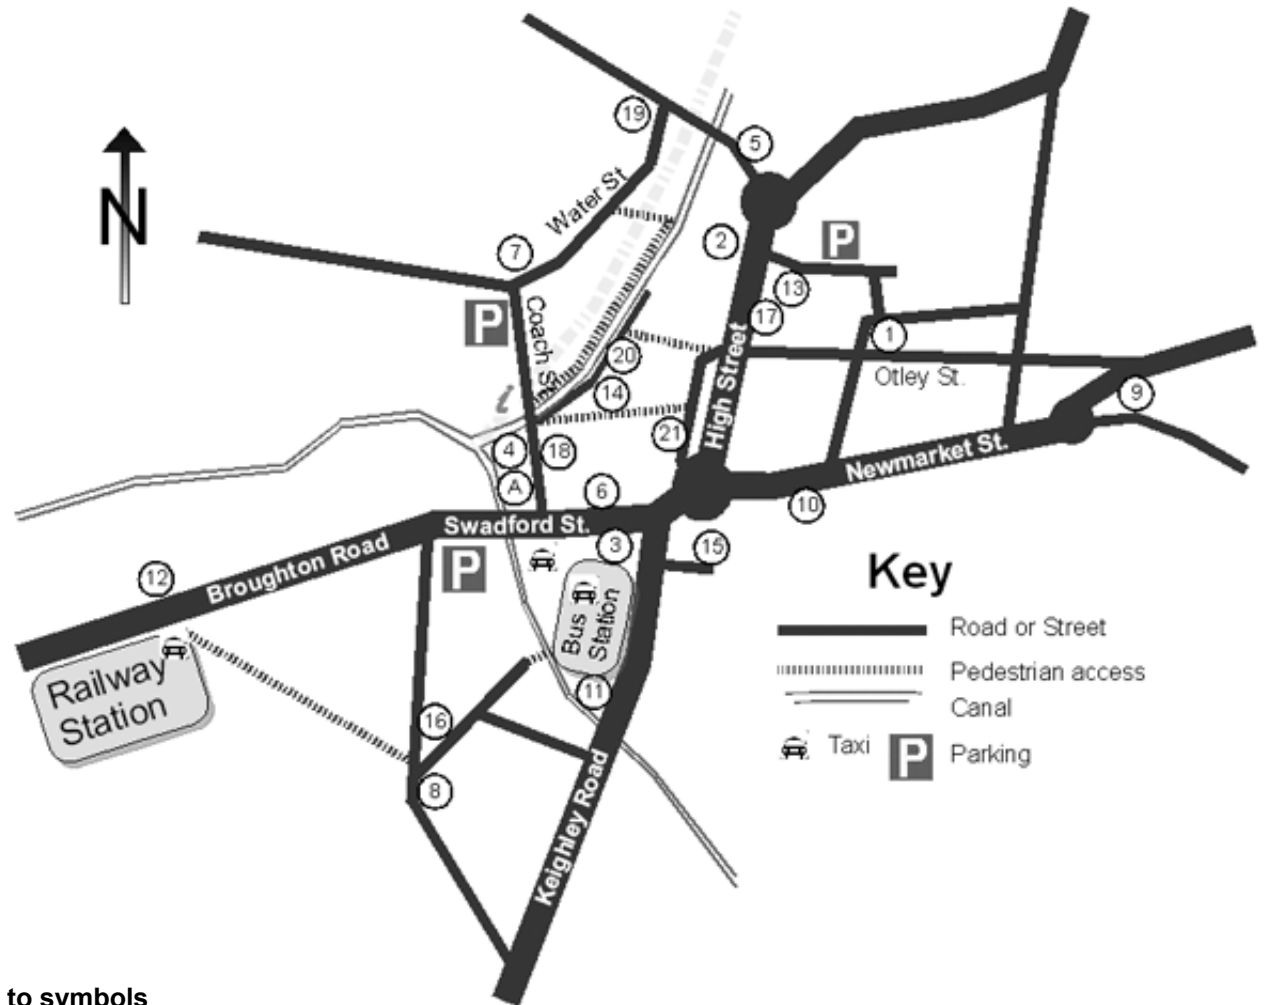 19
5
N
Water St
7
2
P
13
P
Coach St
17
1
20
High Street
Otley St.
i
14
9
21
4
18
Newmarket St.
A
6
10
Swadford St.
3
15
12
Broughton Road
P
Key
Bus
Station
Road or Street
Railway
Station
Pedestrian access
11
Canal
16
Taxi
P
Parking
8
Keighley Road
to symbols